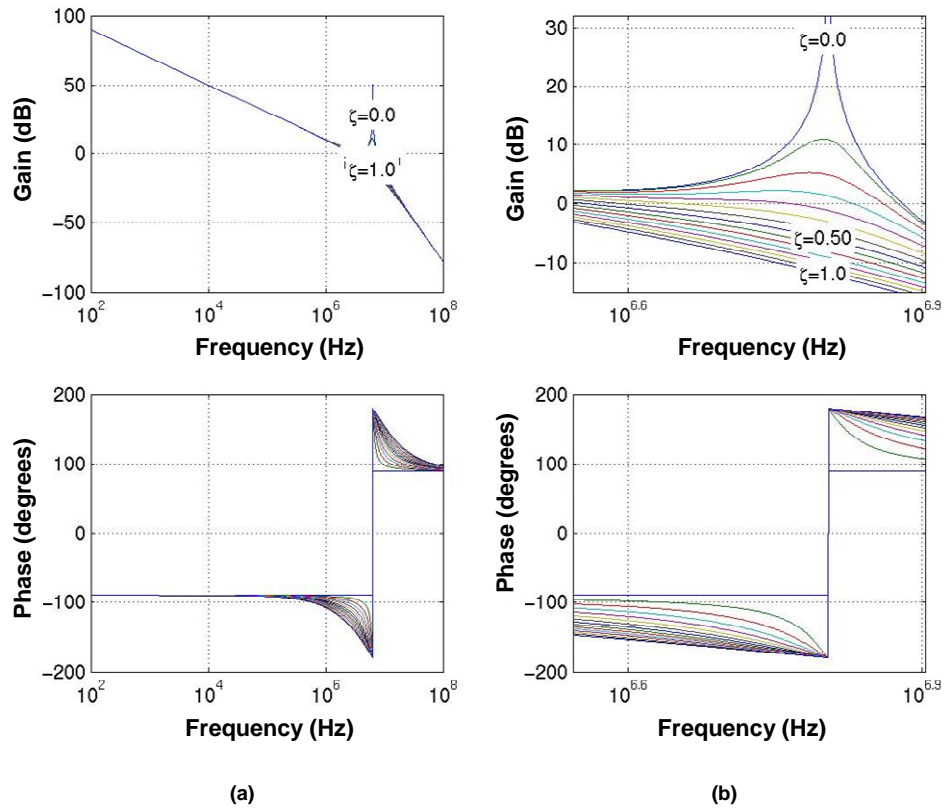 100
50
0
−50
−100
Gain (dB)
ζ=0.0
ζ=1.0
10^2
10^4
10^6
10^8
Frequency (Hz)
30
20
10
0
−10
Gain (dB)
ζ=0.0
ζ=0.50
ζ=1.0
10^6.6
10^6.9
Frequency (Hz)
200
100
0
−100
−200
Phase (degrees)
10^2
10^4
10^6
10^8
Frequency (Hz)
200
100
0
−100
−200
Phase (degrees)
10^6.6
10^6.9
Frequency (Hz)
(a)
(b)